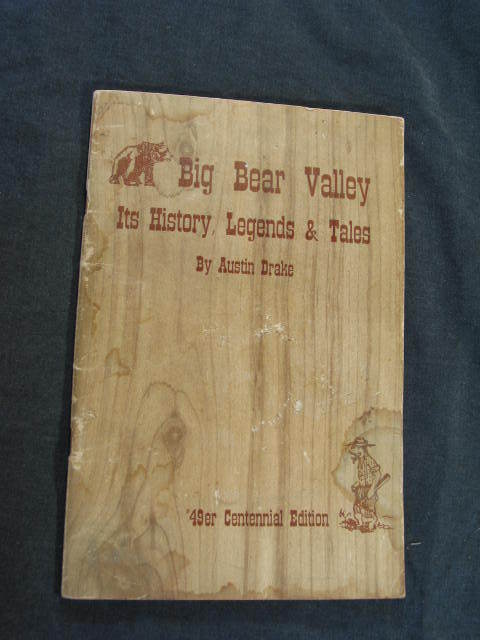 Big Bear Valley
Its History, Legends & Tales
By Austin Drake
'49er Centennial Edition